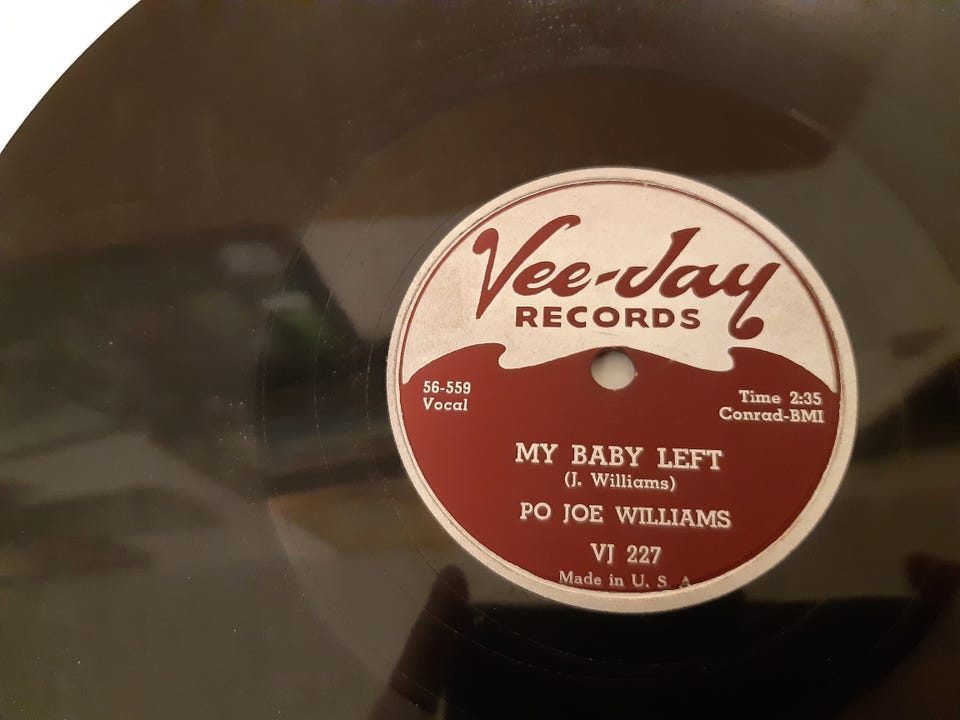 Vee-Jay
RECORDS
56-559
Vocal
Time 2:35
Conrad-BMI
MY BABY LEFT
(J. Williams)
PO JOE WILLIAMS
VJ 227
Made in U. S. A.